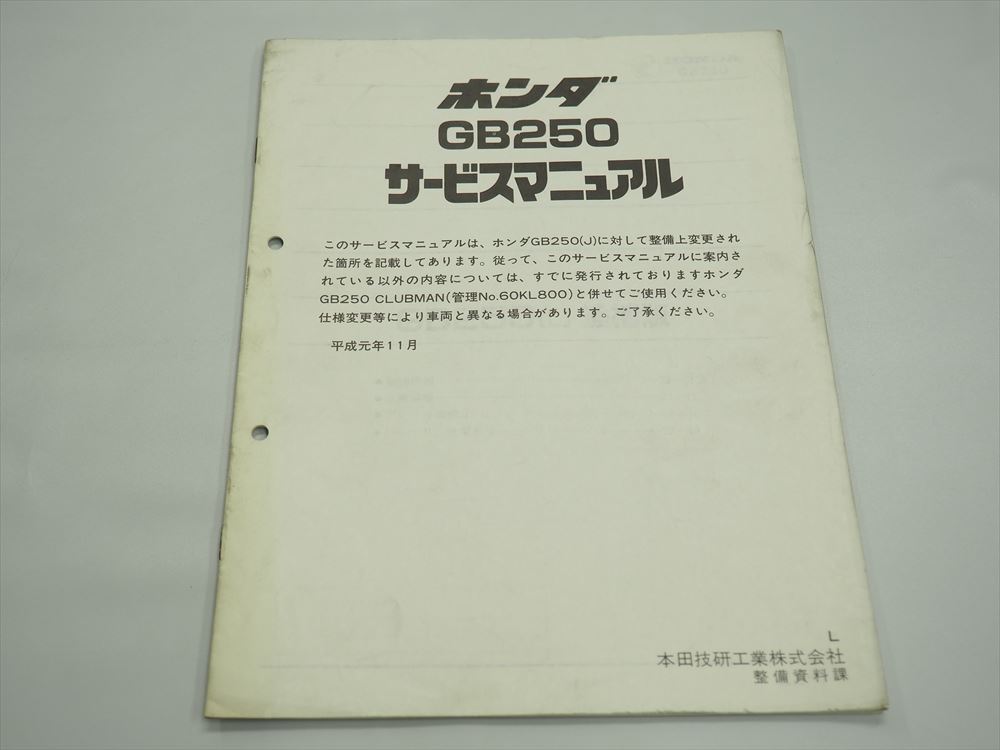 ホンダ
GB250
サービスマニュアル
このサービスマニュアルは、ホンダGB250(J)に対して整備上変更され
た箇所を記載してあります。従って、このサービスマニュアルに案内さ
れている以外の内容については、すでに発行されておりますホンダ
GB250 CLUBMAN(管理No.60KL800)と併せてご使用ください。
仕様変更等により車両と異なる場合があります。ご了承ください。
平成元年11月
L
本田技研工業株式会社
整備資料課